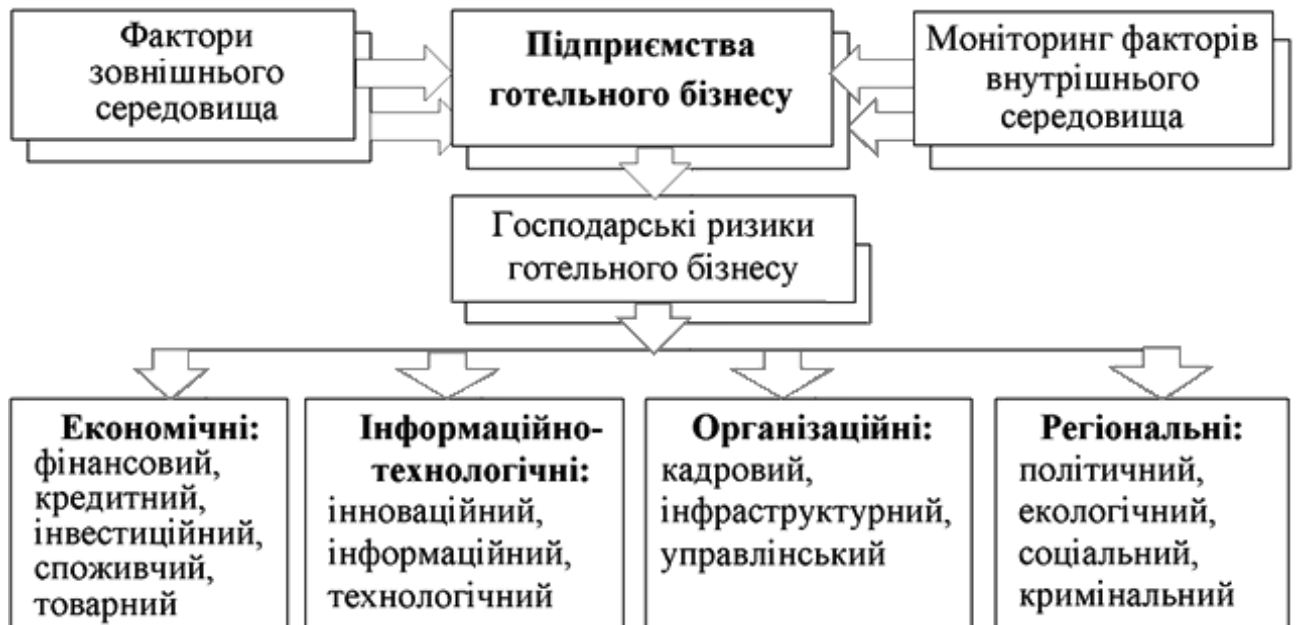 Фактори
зовнішнього
середовища
Підприємства
готельного бізнесу
Моніторинг факторів
внутрішнього
середовища
Господарські ризики
готельного бізнесу
Економічні:
фінансовий,
кредитний,
інвестиційний,
споживчий,
товарний
Інформаційно-
технологічні:
інноваційний,
інформаційний,
технологічний
Організаційні:
кадровий,
інфраструктурний,
управлінський
Регіональні:
політичний,
екологічний,
соціальний,
кримінальний